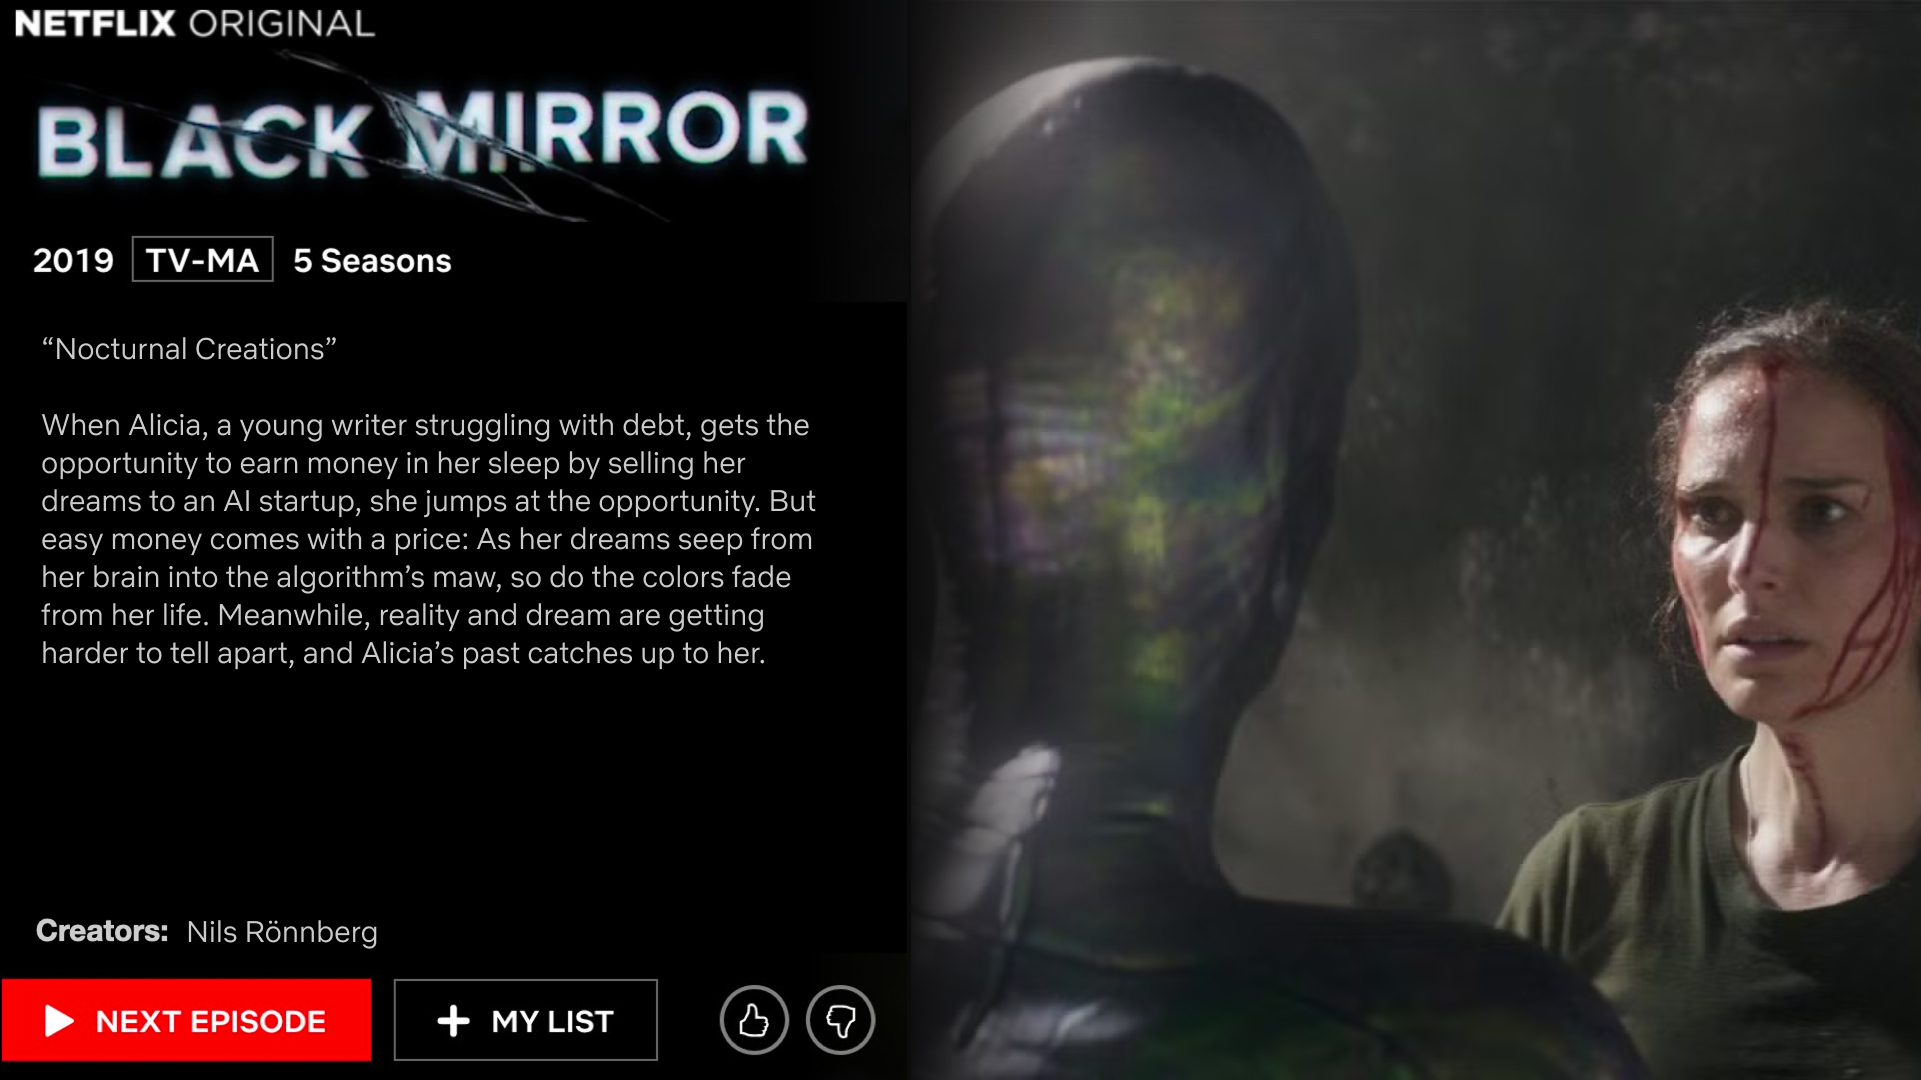 NETFLIX ORIGINAL
BLACK MIRROR
2019 TV-MA 5 Seasons
“Nocturnal Creations”
When Alicia, a young writer struggling with debt, gets the
opportunity to earn money in her sleep by selling her
dreams to an AI startup, she jumps at the opportunity. But
easy money comes with a price: As her dreams seep from
her brain into the algorithm’s maw, so do the colors fade
from her life. Meanwhile, reality and dream are getting
harder to tell apart, and Alicia’s past catches up to her.
Creators: Nils Rönnberg
NEXT EPISODE
MY LIST